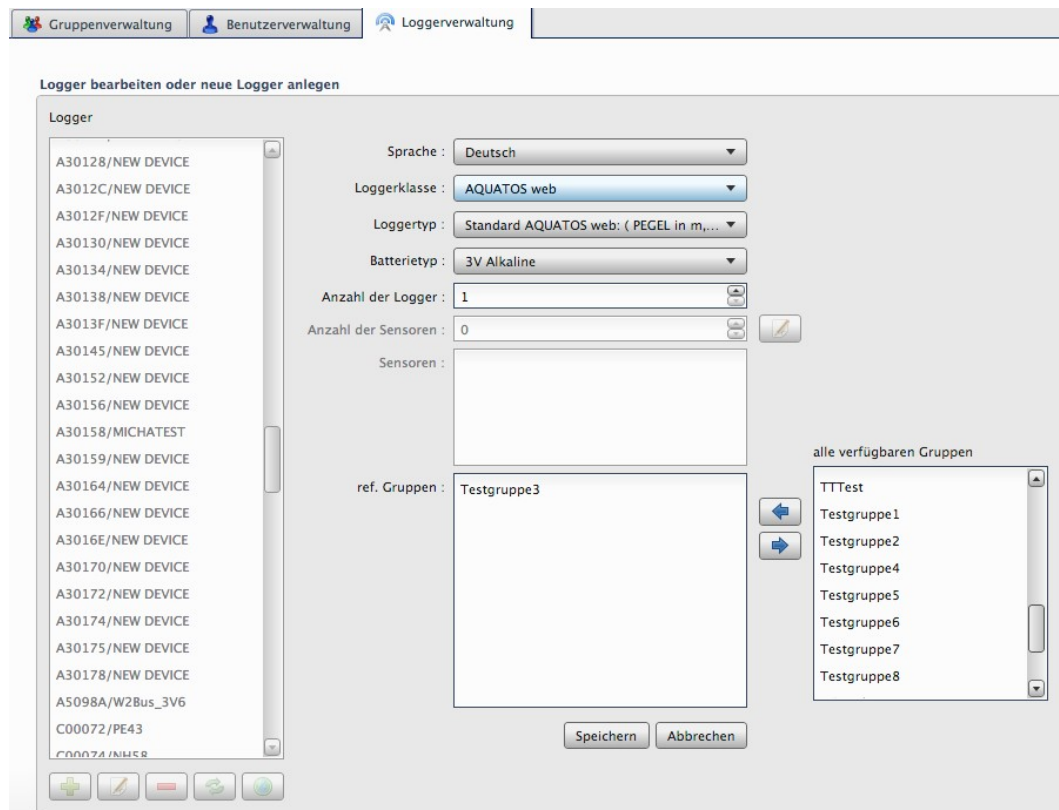 Gruppenverwaltung
Benutzerverwaltung
Loggerverwaltung
Logger bearbeiten oder neue Logger anlegen
Logger
A30128/NEW DEVICE
A3012C/NEW DEVICE
A3012F/NEW DEVICE
A30130/NEW DEVICE
A30134/NEW DEVICE
A30138/NEW DEVICE
A3013F/NEW DEVICE
A30145/NEW DEVICE
A30152/NEW DEVICE
A30156/NEW DEVICE
A30158/MICHATEST
A30159/NEW DEVICE
A30164/NEW DEVICE
A30166/NEW DEVICE
A3016E/NEW DEVICE
A30170/NEW DEVICE
A30172/NEW DEVICE
A30174/NEW DEVICE
A30175/NEW DEVICE
A30178/NEW DEVICE
A5098A/W2Bus_3V6
C00072/PE43
C00074/NH58
Sprache : Deutsch
Loggerklasse : AQUATOS web
Loggertyp : Standard AQUATOS web: ( PEGEL in m,...
Batterietyp : 3V Alkaline
Anzahl der Logger : 1
Anzahl der Sensoren : 0
Sensoren :
ref. Gruppen : Testgruppe3
alle verfügbaren Gruppen
TTTest
Testgruppe1
Testgruppe2
Testgruppe4
Testgruppe5
Testgruppe6
Testgruppe7
Testgruppe8
Speichern
Abbrechen